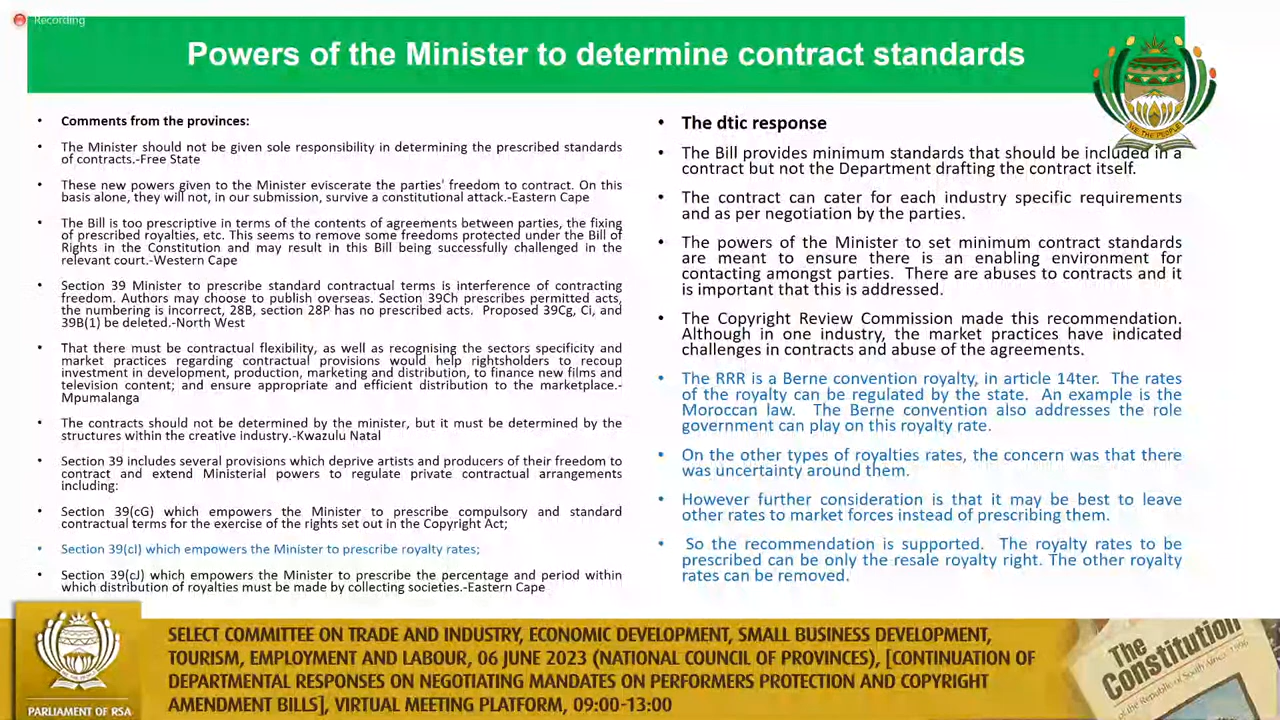 Recording
Powers of the Minister to determine contract standards
WE THE PEOPLE
• Comments from the provinces:
• The Minister should not be given sole responsibility in determining the prescribed standards
of contracts.-Free State
• These new powers given to the Minister eviscerate the parties' freedom to contract. On this
basis alone, they will not, in our submission, survive a constitutional attack.-Eastern Cape
• The Bill is too prescriptive in terms of the contents of agreements between parties, the fixing
of prescribed royalties, etc. This seems to remove some freedoms protected under the Bill of
Rights in the Constitution and may result in this Bill being successfully challenged in the
relevant court.-Western Cape
• Section 39 Minister to prescribe standard contractual terms is interference of contracting
freedom. Authors may choose to publish overseas. Section 39Ch prescribes permitted acts,
the numbering is incorrect, 28B, section 28P has no prescribed acts. Proposed 39Cg, Ci, and
39B(1) be deleted.-North West
• That there must be contractual flexibility, as well as recognising the sectors specificity and
market practices regarding contractual provisions would help rightsholders to recoup
investment in development, production, marketing and distribution, to finance new films and
television content; and ensure appropriate and efficient distribution to the marketplace.-
Mpumalanga
• The contracts should not be determined by the minister, but it must be determined by the
structures within the creative industry.-Kwazulu Natal
• Section 39 includes several provisions which deprive artists and producers of their freedom to
contract and extend Ministerial powers to regulate private contractual arrangements
including:
• Section 39(cG) which empowers the Minister to prescribe compulsory and standard
contractual terms for the exercise of the rights set out in the Copyright Act;
• Section 39(cI) which empowers the Minister to prescribe royalty rates;
• Section 39(cJ) which empowers the Minister to prescribe the percentage and period within
which distribution of royalties must be made by collecting societies.-Eastern Cape
• The dtic response
• The Bill provides minimum standards that should be included in a
contract but not the Department drafting the contract itself.
• The contract can cater for each industry specific requirements
and as per negotiation by the parties.
• The powers of the Minister to set minimum contract standards
are meant to ensure there is an enabling environment for
contacting amongst parties. There are abuses to contracts and it
is important that this is addressed.
• The Copyright Review Commission made this recommendation.
Although in one industry, the market practices have indicated
challenges in contracts and abuse of the agreements.
• The RRR is a Berne convention royalty, in article 14ter. The rates
of the royalty can be regulated by the state. An example is the
Moroccan law. The Berne convention also addresses the role
government can play on this royalty rate.
• On the other types of royalties rates, the concern was that there
was uncertainty around them.
• However further consideration is that it may be best to leave
other rates to market forces instead of prescribing them.
• So the recommendation is supported. The royalty rates to be
prescribed can be only the resale royalty right. The other royalty
rates can be removed.
PARLIAMENT OF RSA
SELECT COMMITTEE ON TRADE AND INDUSTRY, ECONOMIC DEVELOPMENT, SMALL BUSINESS DEVELOPMENT,
TOURISM, EMPLOYMENT AND LABOUR, 06 JUNE 2023 (NATIONAL COUNCIL OF PROVINCES), [CONTINUATION OF
DEPARTMENTAL RESPONSES ON NEGOTIATING MANDATES ON PERFORMERS PROTECTION AND COPYRIGHT
AMENDMENT BILLS], VIRTUAL MEETING PLATFORM, 09:00-13:00
The
Constitution
of the Republic of South Africa, 1996